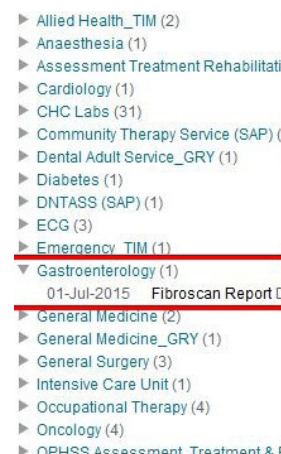 Allied Health_TIM (2)
Anaesthesia (1)
Assessment Treatment Rehabilitati
Cardiology (1)
CHC Labs (31)
Community Therapy Service (SAP) (
Dental Adult Service_GRY (1)
Diabetes (1)
DNTASS (SAP) (1)
ECG (3)
Emergency_TIM (1)
Gastroenterology (1)
01-Jul-2015 Fibroscan Report
General Medicine (2)
General Medicine_GRY (1)
General Surgery (3)
Intensive Care Unit (1)
Occupational Therapy (4)
Oncology (4)
OPHSS Assessment, Treatment &